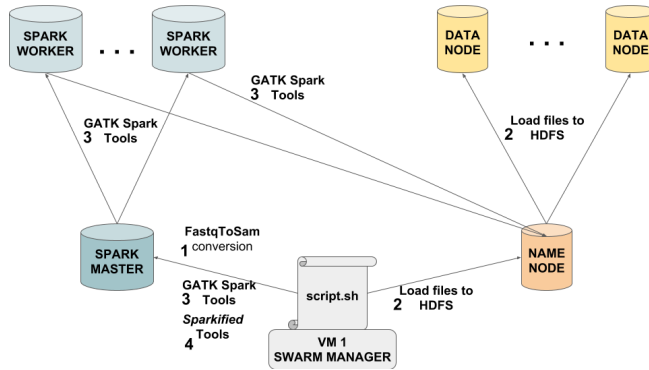 SPARK
WORKER
. . .
SPARK
WORKER
DATA
NODE
. . .
DATA
NODE
GATK Spark
3 Tools
GATK Spark
3 Tools
Load files to
2 HDFS
SPARK
MASTER
FastqToSam
1 conversion
GATK Spark
3 Tools
Sparkified
Tools
4
script.sh
Load files to
2 HDFS
NAME
NODE
VM 1
SWARM MANAGER